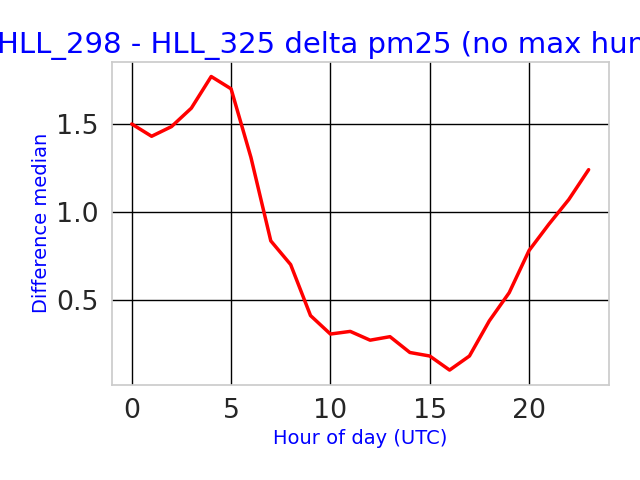 HLL_298 - HLL_325 delta pm25 (no max
1.5
1.0
0.5
Difference median
0 5 10 15 20
Hour of day (UTC)